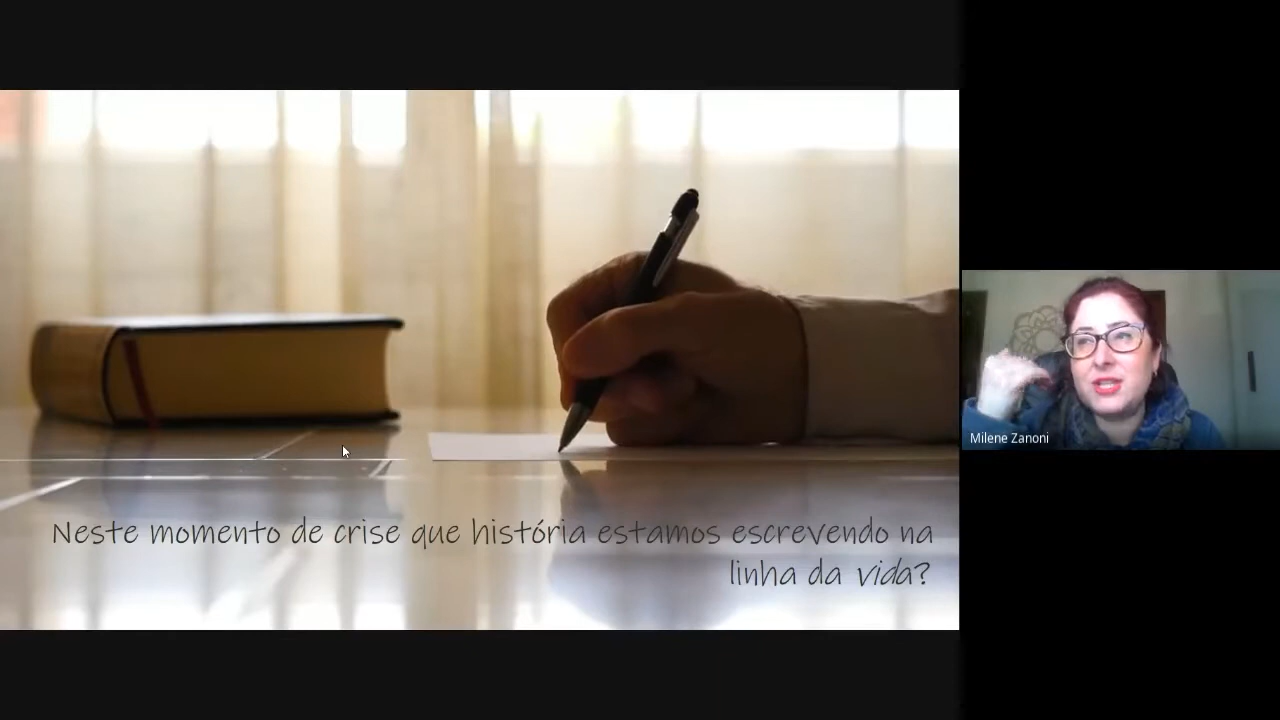 Neste momento de crise que história estamos escrevendo na
linha da vida?
Milene Zanoni